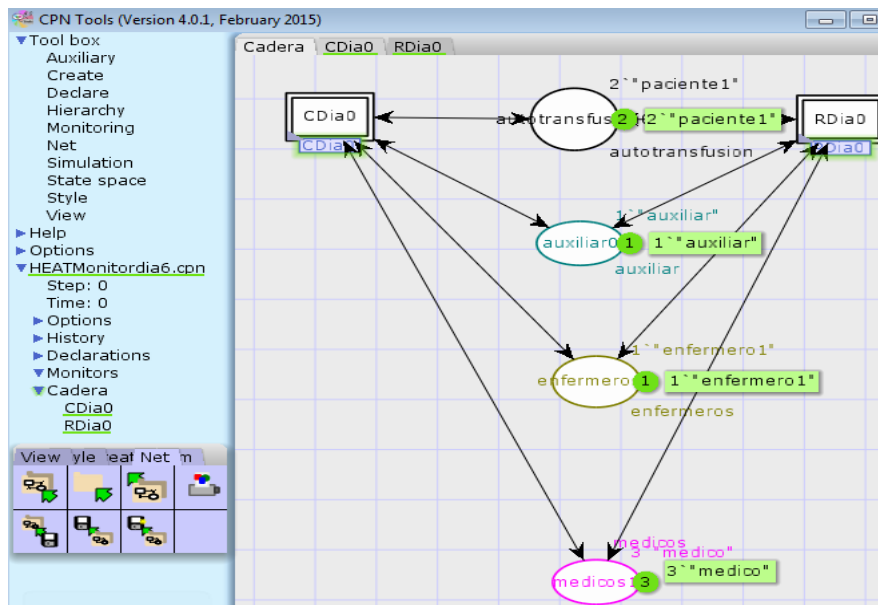 CPN Tools (Version 4.0.1, February 2015)
Tool box
Auxiliary
Create
Declare
Hierarchy
Monitoring
Net
Simulation
State space
Style
View
Help
Options
HEATMonitordia6.cpn
Step: 0
Time: 0
Options
History
Declarations
Monitors
Cadera
CDia0
RDia0
View yle eat Net m
Cadera CDia0 RDia0
2`"paciente1"
CDia0
2 2`"paciente1"
RDia0
autotransfusion
1`"auxiliar"
auxiliar0 1 1`"auxiliar"
auxiliar
1`"enfermero1"
enfermero 1 1`"enfermero1"
enfermeros
medicos
3`"medico"
3`"medico"
medicos1 3